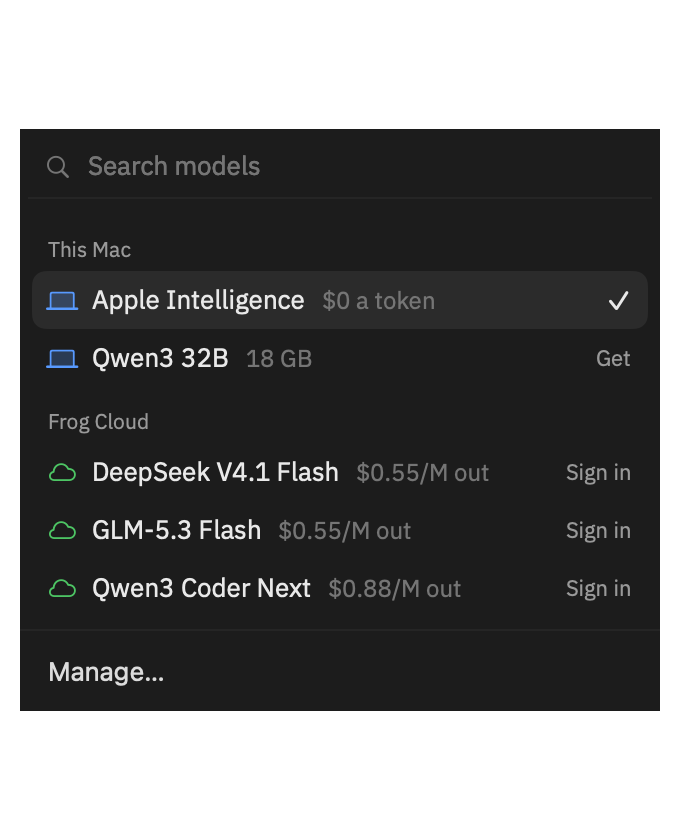 Search models
This Mac
Apple Intelligence $0 a token
Qwen3 32B 18 GB Get
Frog Cloud
DeepSeek V4.1 Flash $0.55/M out Sign in
GLM-5.3 Flash $0.55/M out Sign in
Qwen3 Coder Next $0.88/M out Sign in
Manage...